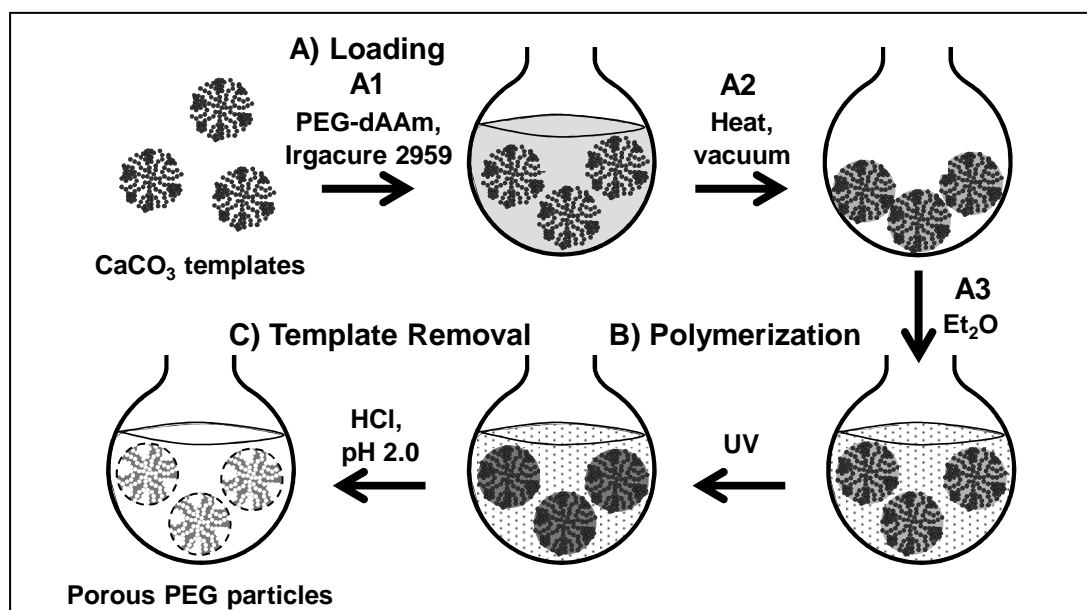 A) Loading
A1
PEG-dAAm,
Irgacure 2959
A2
Heat,
vacuum
CaCO₃ templates
A3
Et₂O
B) Polymerization
UV
C) Template Removal
HCl,
pH 2.0
Porous PEG particles